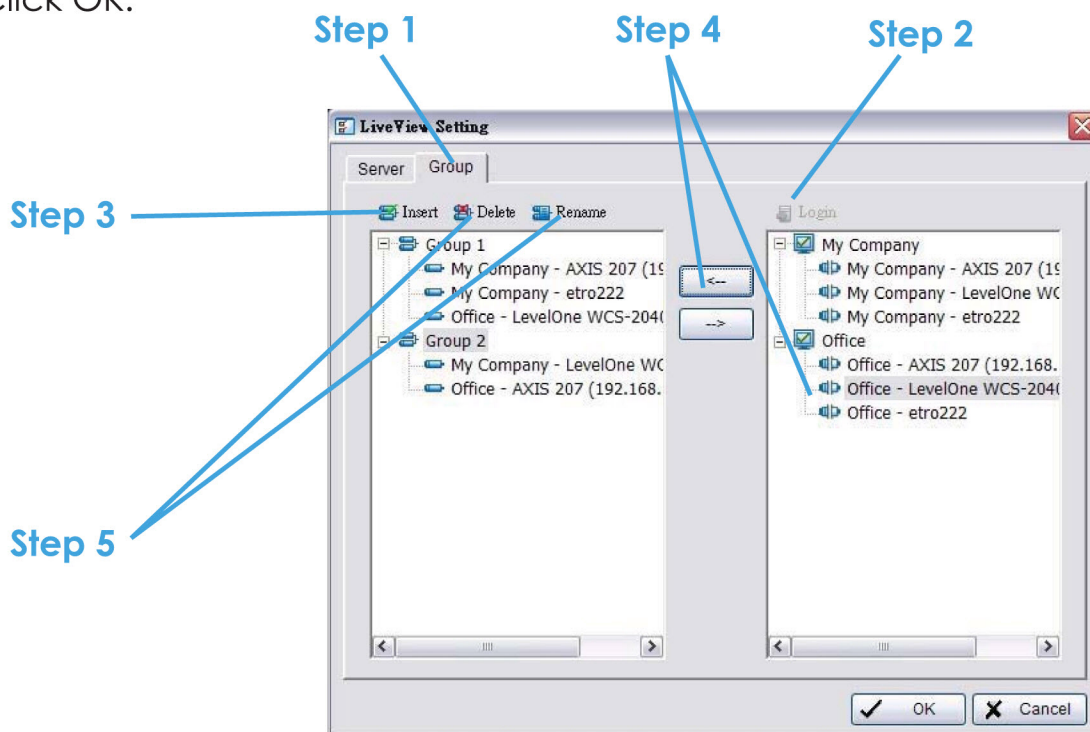 Click OK.
Step 1
Step 4
Step 2
LiveView Setting
Server Group
Step 3
Insert Delete Rename
Login
Group 1
My Company - AXIS 207 (19
My Company - etro222
Office - LevelOne WCS-204(
Group 2
My Company - LevelOne WC
Office - AXIS 207 (192.168.
<--
-->
My Company
My Company - AXIS 207 (19
My Company - LevelOne WC
My Company - etro222
Office
Office - AXIS 207 (192.168.
Office - LevelOne WCS-204(
Office - etro222
Step 5
OK Cancel